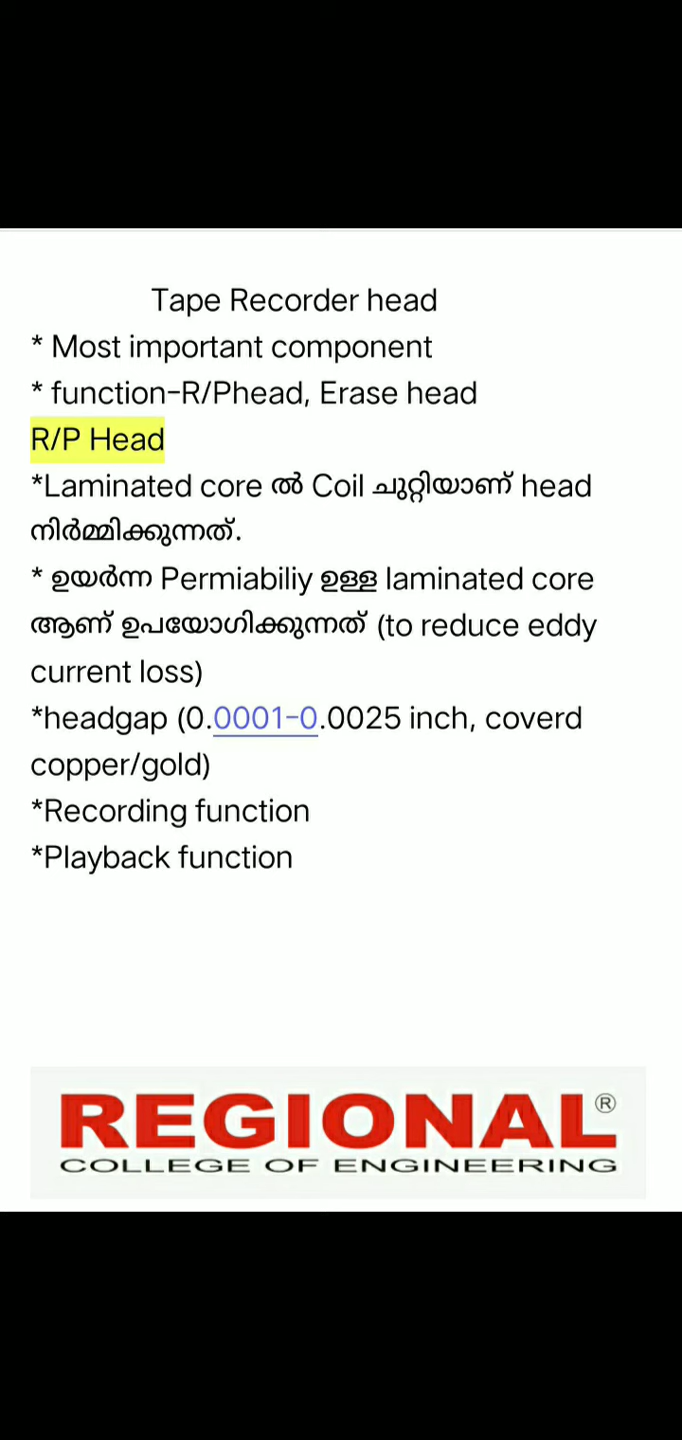 Tape Recorder head
* Most important component
* function-R/Phead, Erase head
R/P Head
*Laminated core ൽ Coil ചുറ്റിയാണ് head
നിർമ്മിക്കുന്നത്.
* ഉയർന്ന Permiabiliy ഉള്ള laminated core
ആണ് ഉപയോഗിക്കുന്നത് (to reduce eddy
current loss)
*headgap (0.0001-0.0025 inch, coverd
copper/gold)
*Recording function
*Playback function
REGIONAL®
COLLEGE OF ENGINEERING